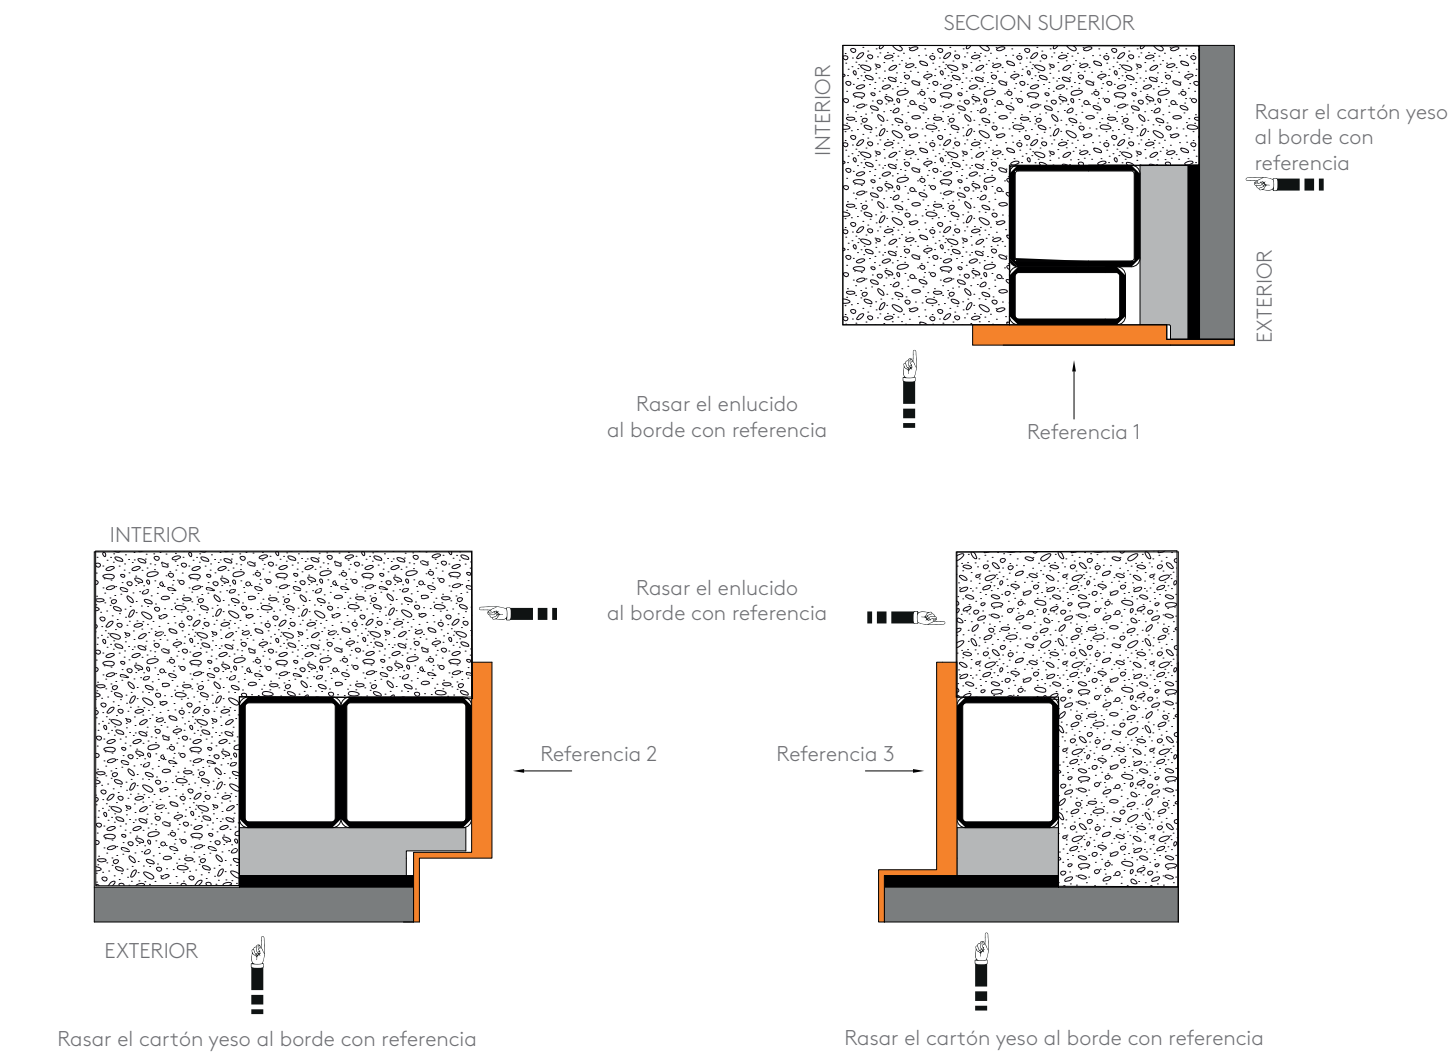 SECCION SUPERIOR
INTERIOR
Rasar el cartón yeso
al borde con
referencia
EXTERIOR
Rasar el enlucido
al borde con referencia
Referencia 1
INTERIOR
Rasar el enlucido
al borde con referencia
Referencia 2
Referencia 3
EXTERIOR
Rasar el cartón yeso al borde con referencia
Rasar el cartón yeso al borde con referencia